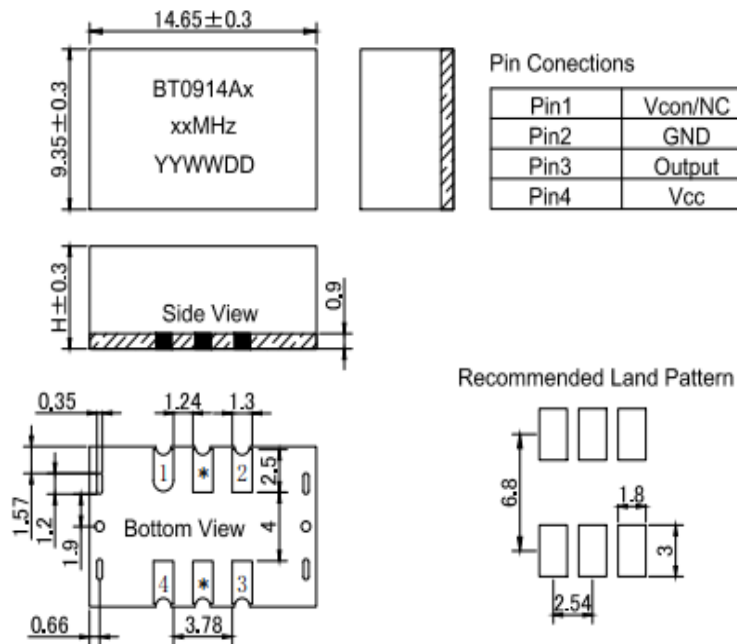 14.65±0.3
9.35±0.3
BT0914Ax
xxMHz
YYWWDD
Pin Conections
Pin1 Vcon/NC
Pin2 GND
Pin3 Output
Pin4 Vcc
H±0.3
Side View
0.9
Recommended Land Pattern
0.35
1.24
1.3
1 * 2
2.5
1.57
1.2
1.9
Bottom View
4
4 * 3
0.66
3.78
6.8
1.8
3
2.54